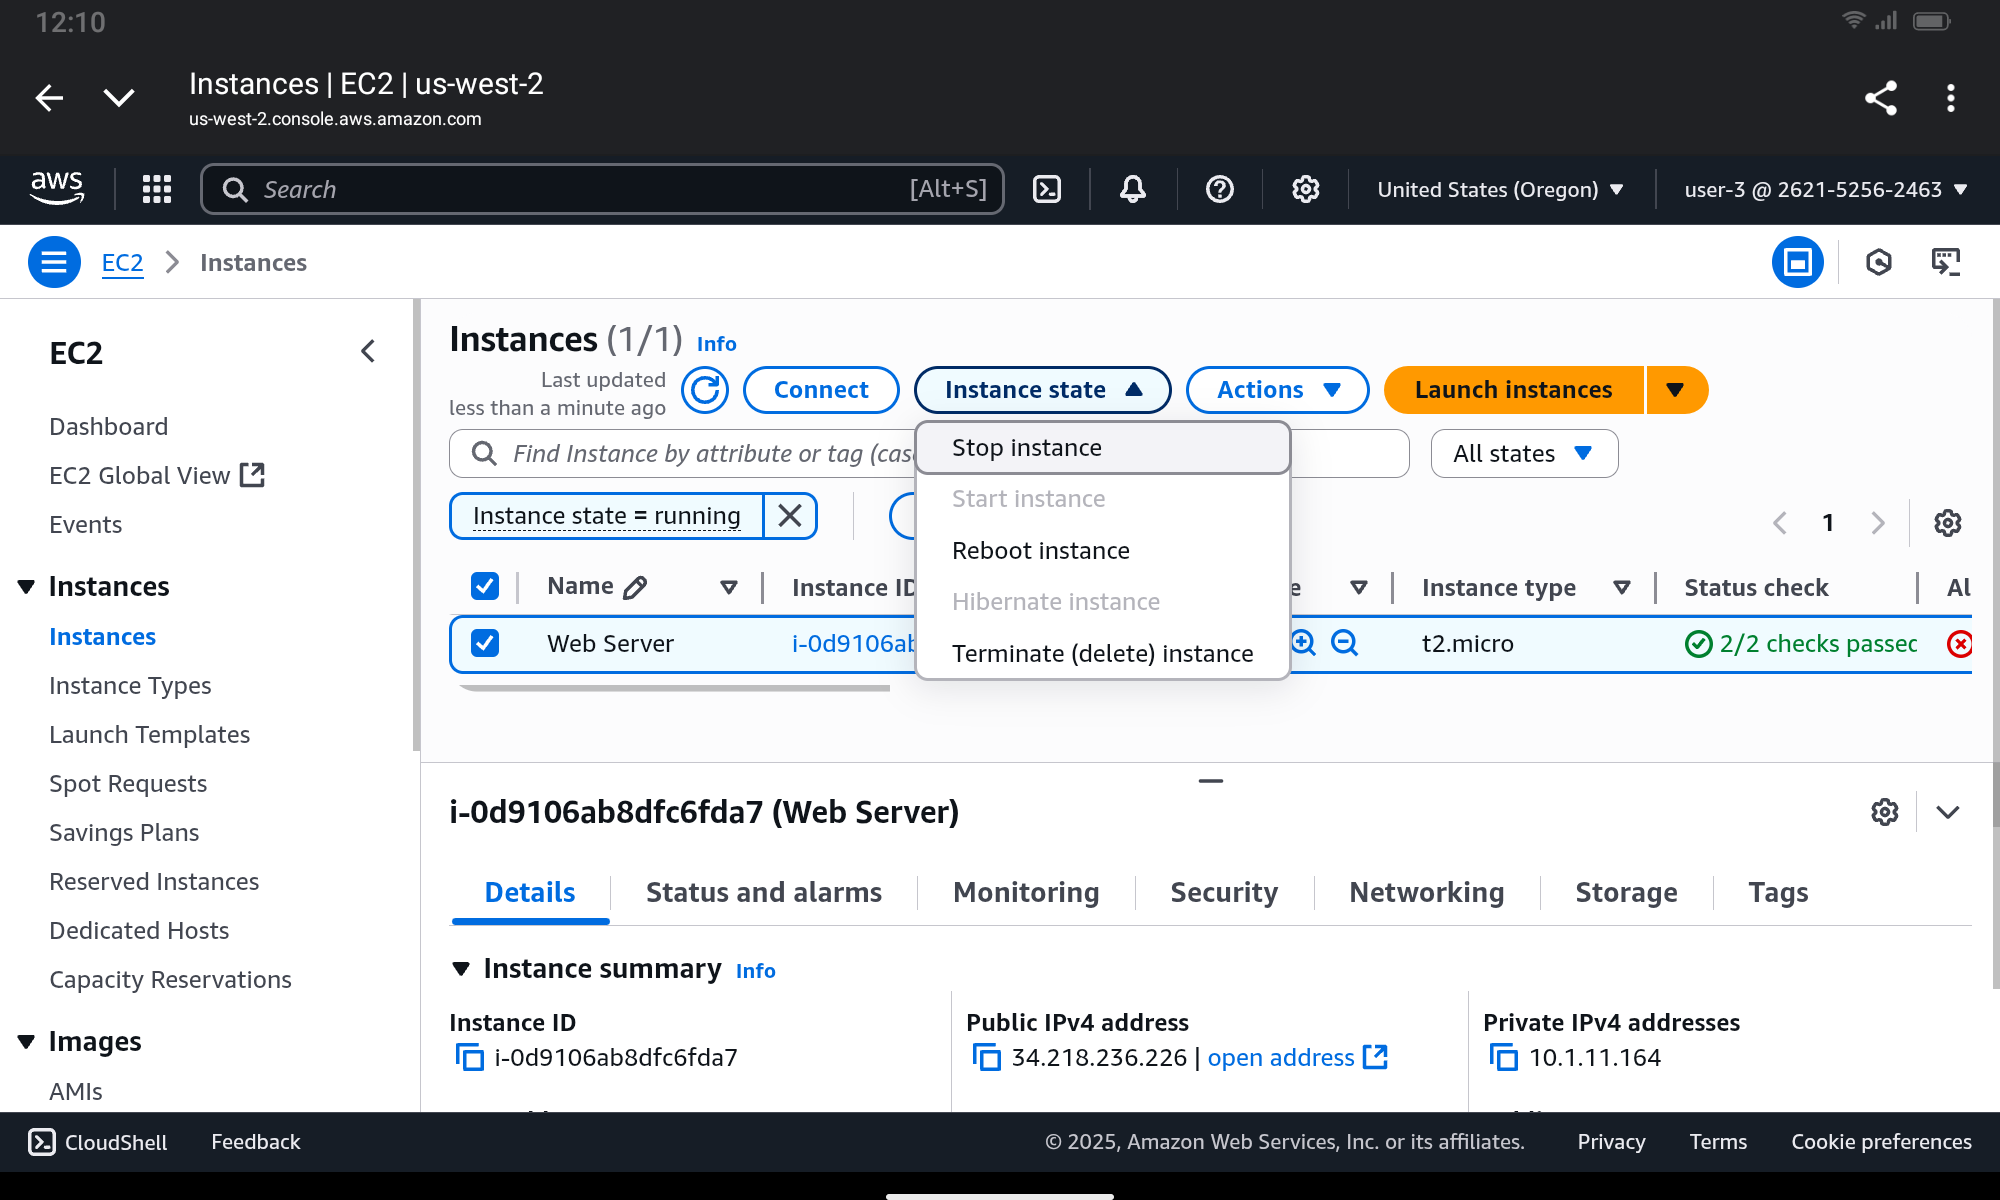 12:10
Instances | EC2 | us-west-2
us-west-2.console.aws.amazon.com
aws
Search [Alt+S]
United States (Oregon)
user-3 @ 2621-5256-2463
EC2 Instances
EC2
Dashboard
EC2 Global View
Events
Instances
Instances
Instance Types
Launch Templates
Spot Requests
Savings Plans
Reserved Instances
Dedicated Hosts
Capacity Reservations
Images
AMIs
Instances (1/1) Info
Last updated
less than a minute ago
Connect
Instance state
Actions
Launch instances
Find Instance by attribute or tag
All states
Stop instance
Start instance
Reboot instance
Hibernate instance
Terminate (delete) instance
Instance state = running
1
Name
Instance ID
Instance type
Status check
Web Server
i-0d9106ab
t2.micro
2/2 checks passed
i-0d9106ab8dfc6fda7 (Web Server)
Details
Status and alarms
Monitoring
Security
Networking
Storage
Tags
Instance summary Info
Instance ID
i-0d9106ab8dfc6fda7
Public IPv4 address
34.218.236.226 | open address
Private IPv4 addresses
10.1.11.164
CloudShell
Feedback
© 2025, Amazon Web Services, Inc. or its affiliates.
Privacy
Terms
Cookie preferences